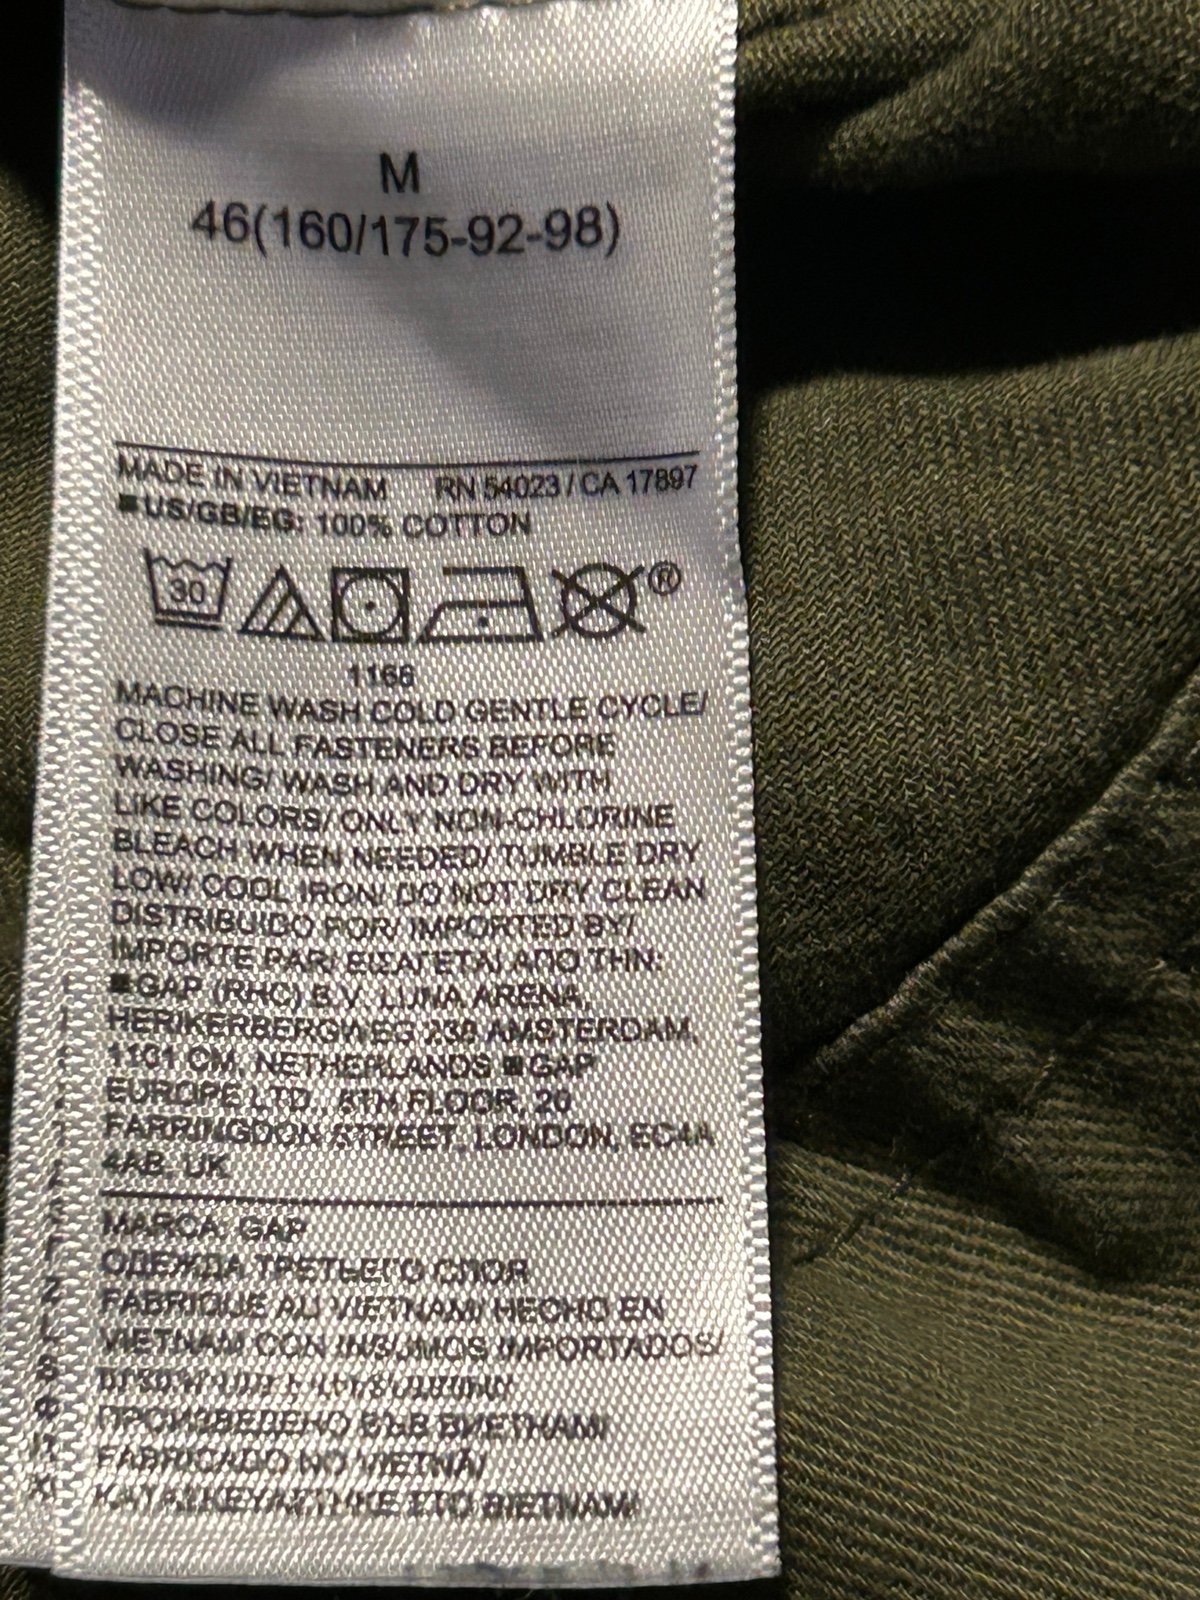 M
46(160/175-92-98)
MADE IN VIETNAM RN 54023 / CA 17897
■US/GB/EG: 100% COTTON
30 ®
1166
MACHINE WASH COLD GENTLE CYCLE/
CLOSE ALL FASTENERS BEFORE
WASHING/ WASH AND DRY WITH
LIKE COLORS/ ONLY NON-CHLORINE
BLEACH WHEN NEEDED/ TUMBLE DRY
LOW/ COOL IRON/ DO NOT DRY CLEAN
DISTRIBUIDO POR/ IMPORTED BY/
IMPORTE PAR/ ΕΙΣΑΓΕΤΑΙ ΑΠΟ ΤΗΝ:
■GAP (RHC) B.V. LUNA ARENA,
HERIKERBERGWEG 238 AMSTERDAM,
1101 CM, NETHERLANDS ■GAP
EUROPE LTD., 20
FARRINGDON STREET, LONDON, EC4A
4AB, UK
MARCA: GAP
ОДЕЖДА ТРЕТЬЕГО СЛОЯ
FABRIQUE AU VIETNAM/ HECHO EN
VIETNAM CON INSUMOS IMPORTADOS/
ПРОИЗВЕДЕНО ВЪВ ВИЕТНАМ/
FABRICADO NO VIETNÃ/
ΚΑΤΑΣΚΕΥΑΣΤΗΚΕ ΣΤΟ ΒΙΕΤΝΑΜ/